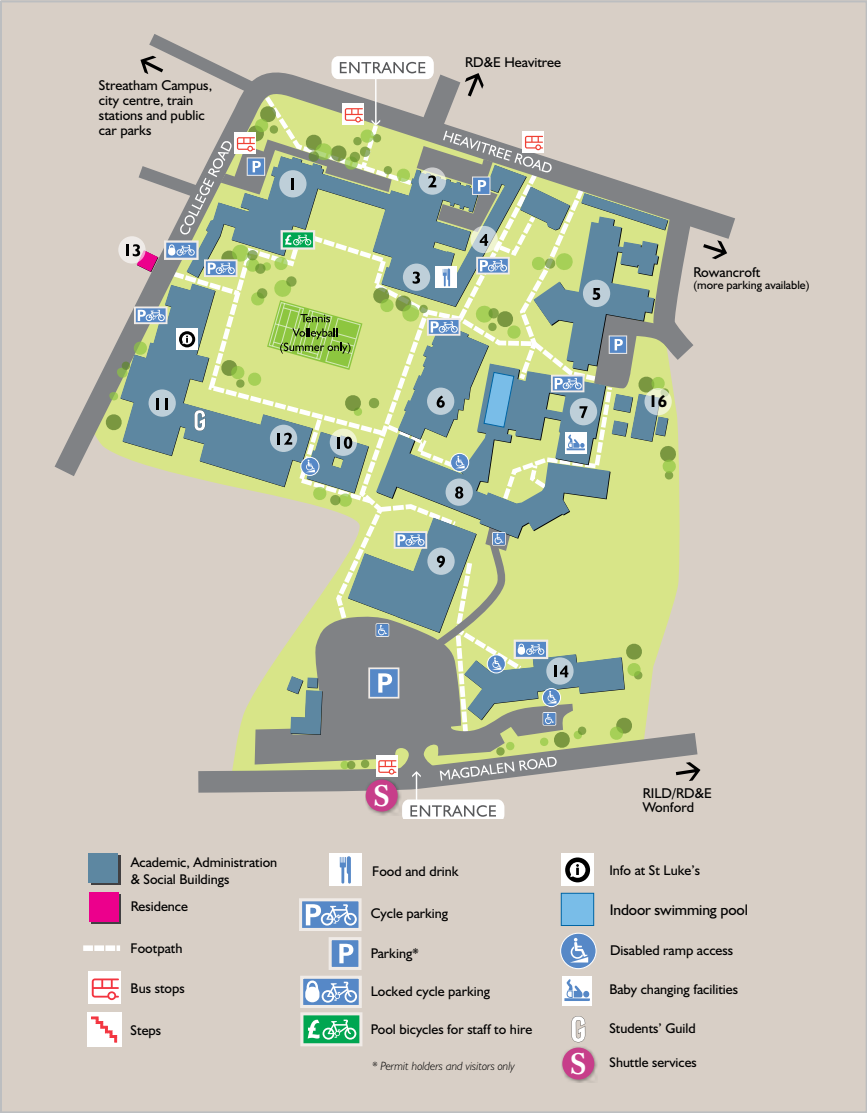 ENTRANCE
RD&E Heavitree
Streatham Campus,
city centre, train
stations and public
car parks
HEAVITREE ROAD
COLLEGE ROAD
P
1
2
P
£
13
4
P
P
3
5
Rowancroft
(more parking available)
P
Tennis
Volleyball
(Summer only)
P
P
i
6
P
16
11
G
7
12
10
8
P
9
14
P
MAGDALEN ROAD
S
ENTRANCE
RILD/RD&E
Wonford
Academic, Administration
& Social Buildings
Residence
Footpath
Bus stops
Steps
Food and drink
P Cycle parking
P Parking*
Locked cycle parking
£ Pool bicycles for staff to hire
* Permit holders and visitors only
i Info at St Luke's
Indoor swimming pool
Disabled ramp access
Baby changing facilities
G Students' Guild
S Shuttle services